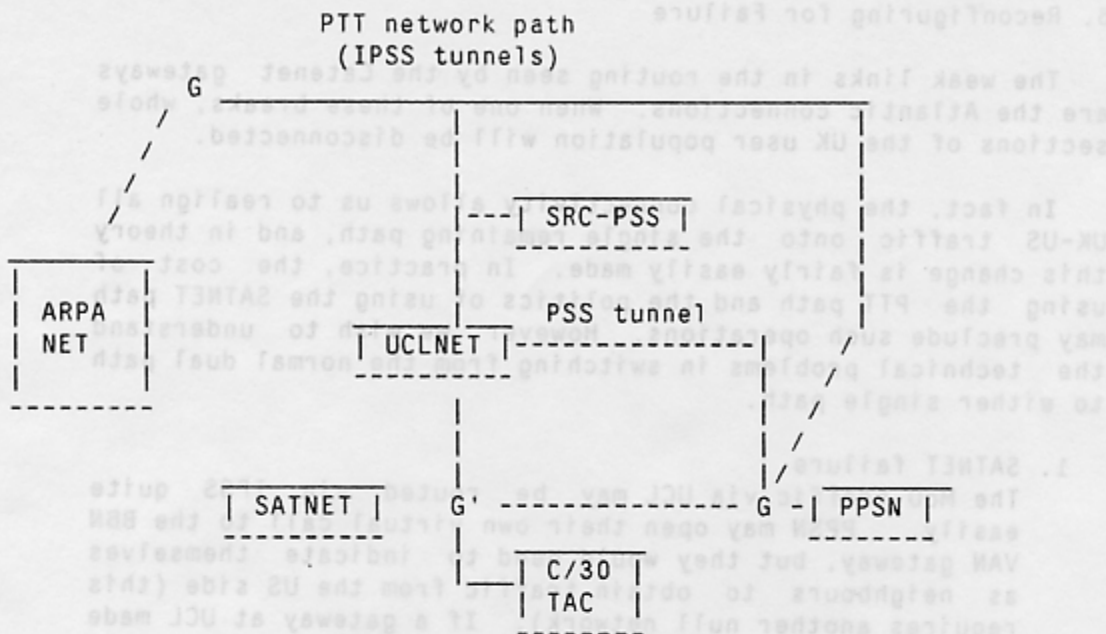 PTT network path
(IPSS tunnels)
G
SRC-PSS
ARPA
NET
PSS tunnel
UCLNET
SATNET
G
G
PPSN
C/30
TAC
8. Reconfiguring for Failure
The weak links in the routing seen by the Catenet gateways
are the Atlantic connections. When one of these breaks, whole
sections of the UK user population will be disconnected.
In fact, the physical connectivity allows us to realign all
UK-US traffic onto the single remaining path, and in theory
this change is fairly easily made. In practice, the cost of
using the PTT path and the politics of using the SATNET path
may preclude such operations. However we wish to understand
the technical problems in switching from the normal dual path
to either single path.
1. SATNET failure
The MoD traffic via UCL may be routed via IPSS quite
easily. PPSN may open their own virtual call to the BBN
VAN gateway, but they would need to indicate themselves
as neighbours to obtain traffic from the US side (this
requires another null network). If a gateway at UCL made